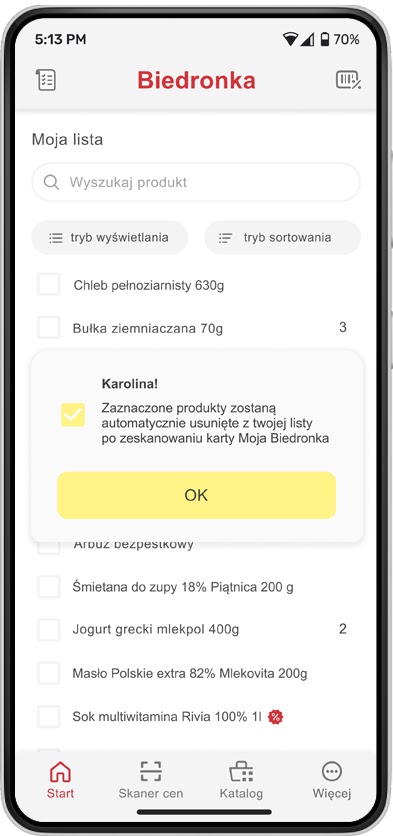 5:13 PM
70%
Biedronka
Moja lista
Wyszukaj produkt
tryb wyświetlania
tryb sortowania
Chleb pełnoziarnisty 630g
Bułka ziemniaczana 70g 3
Karolina!
Zaznaczone produkty zostaną
automatycznie usunięte z twojej listy
po zeskanowaniu karty Moja Biedronka
OK
Arbuz bezpestkowy
Śmietana do zupy 18% Piątnica 200 g
Jogurt grecki mlekpol 400g 2
Masło Polskie extra 82% Mlekovita 200g
Sok multiwitamina Rivia 100% 1l %
Start
Skaner cen
Katalog
Więcej